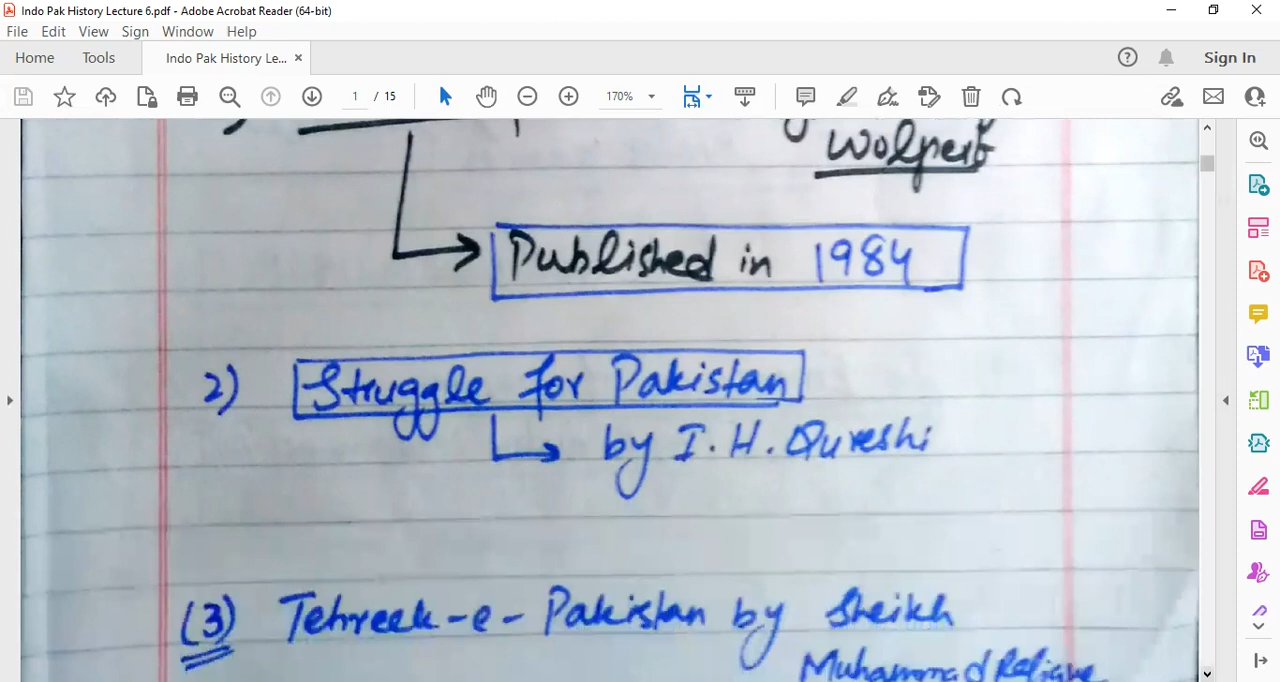 Indo Pak History Lecture 6.pdf - Adobe Acrobat Reader (64-bit)
File Edit View Sign Window Help
Home Tools Indo Pak History Le... × Sign In
1 / 15 170%
Wolpert
Published in 1984
2) Struggle for Pakistan
by I. H. Qureshi
(3) Tehreek-e-Pakistan by Sheikh
Muhammad